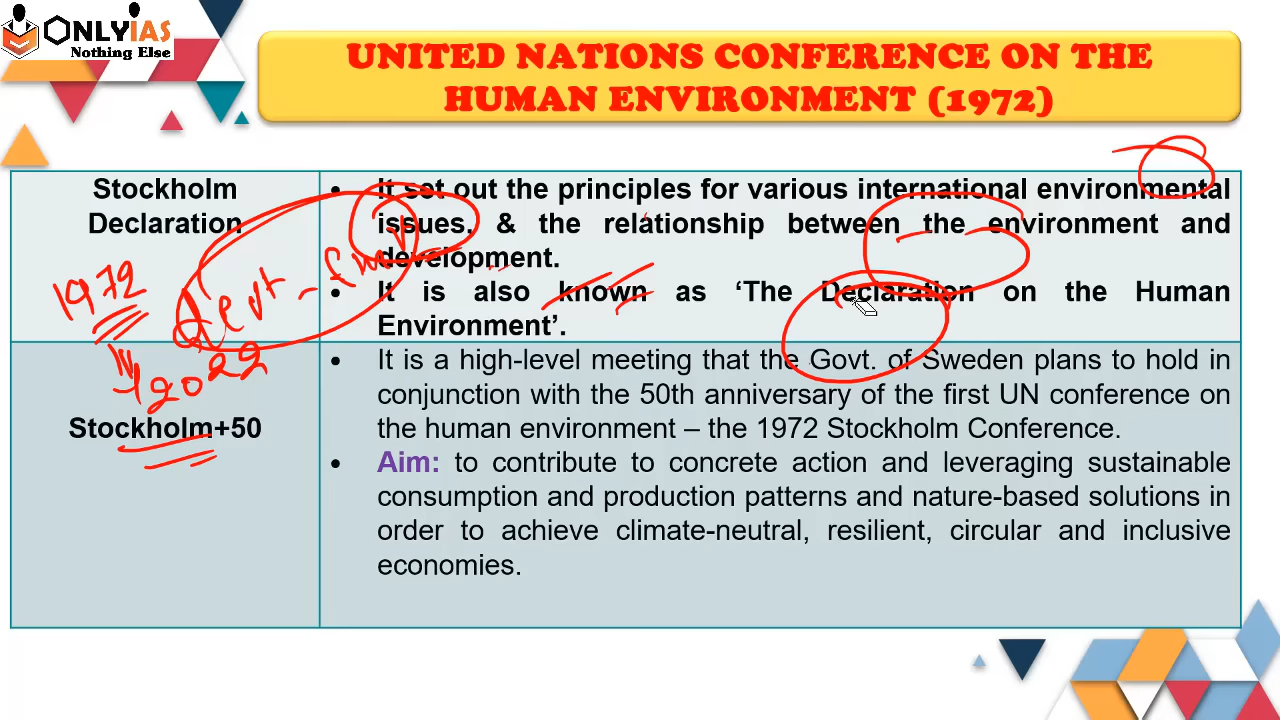 ONLYIAS
Nothing Else
UNITED NATIONS CONFERENCE ON THE
HUMAN ENVIRONMENT (1972)
Stockholm
Declaration
• It set out the principles for various international environmental
issues, & the relationship between the environment and
development.
• It is also known as ‘The Declaration on the Human
Environment’.
1972
devt - env
2022
Stockholm+50
• It is a high-level meeting that the Govt. of Sweden plans to hold in
conjunction with the 50th anniversary of the first UN conference on
the human environment – the 1972 Stockholm Conference.
• Aim: to contribute to concrete action and leveraging sustainable
consumption and production patterns and nature-based solutions in
order to achieve climate-neutral, resilient, circular and inclusive
economies.